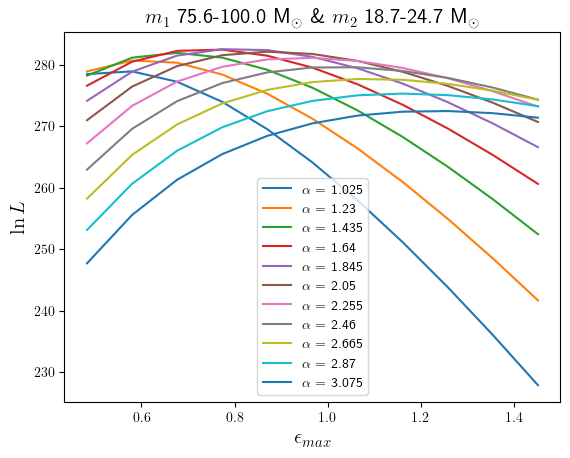 m₁ 75.6-100.0 M⊙ & m₂ 18.7-24.7 M⊙
280
270
260
250
240
230
ln L
α = 1.025
α = 1.23
α = 1.435
α = 1.64
α = 1.845
α = 2.05
α = 2.255
α = 2.46
α = 2.665
α = 2.87
α = 3.075
0.6 0.8 1.0 1.2 1.4
ϵmax